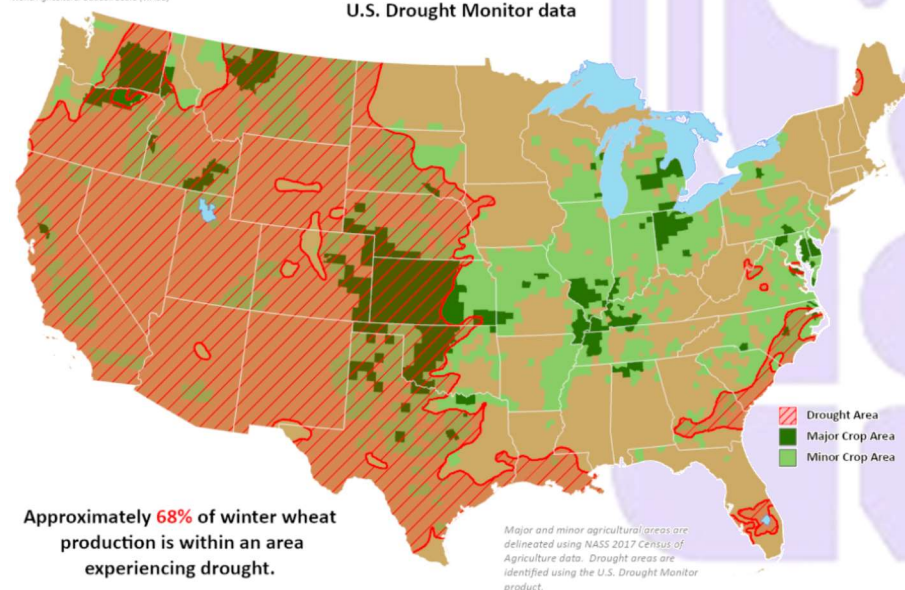 U.S. Drought Monitor data
Drought Area
Major Crop Area
Minor Crop Area
Approximately 68% of winter wheat
production is within an area
experiencing drought.
Major and minor agricultural areas are
delineated using NASS 2017 Census of
Agriculture data. Drought areas are
identified using the U.S. Drought Monitor
product.